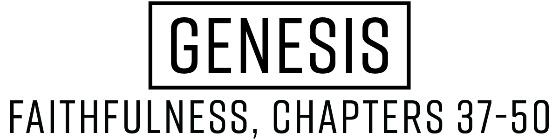 GENESIS
FAITHFULNESS, CHAPTERS 37-50